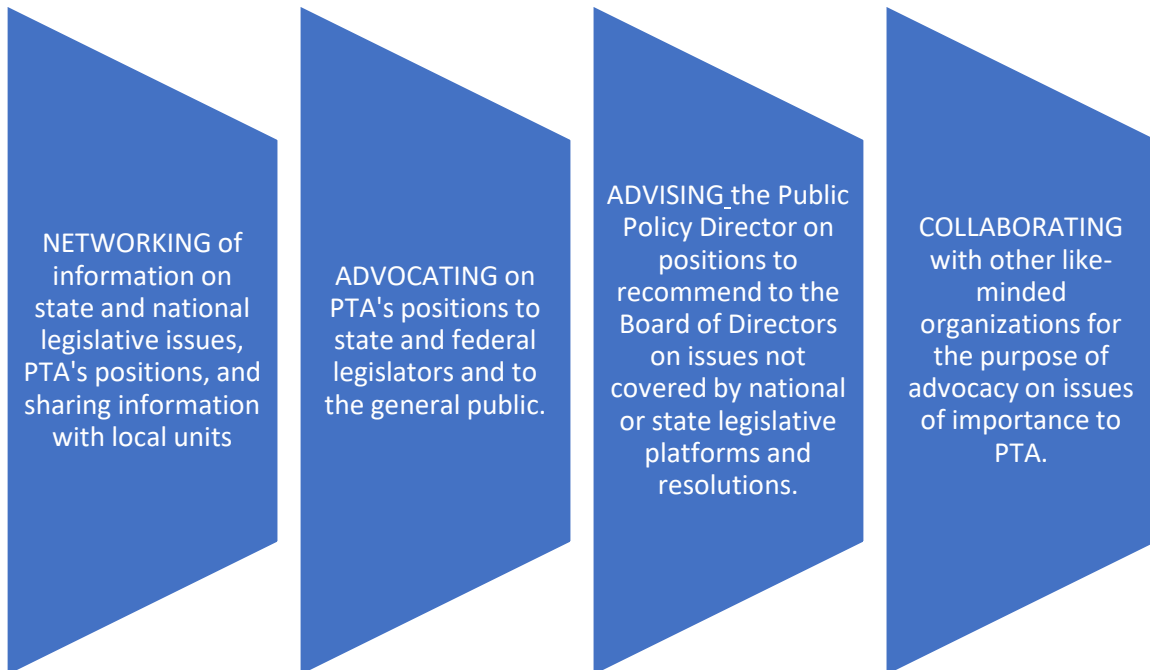 NETWORKING of
information on
state and national
legislative issues,
PTA's positions, and
sharing information
with local units
ADVOCATING on
PTA's positions to
state and federal
legislators and to
the general public.
ADVISING the Public
Policy Director on
positions to
recommend to the
Board of Directors
on issues not
covered by national
or state legislative
platforms and
resolutions.
COLLABORATING
with other like-
minded
organizations for
the purpose of
advocacy on issues
of importance to
PTA.